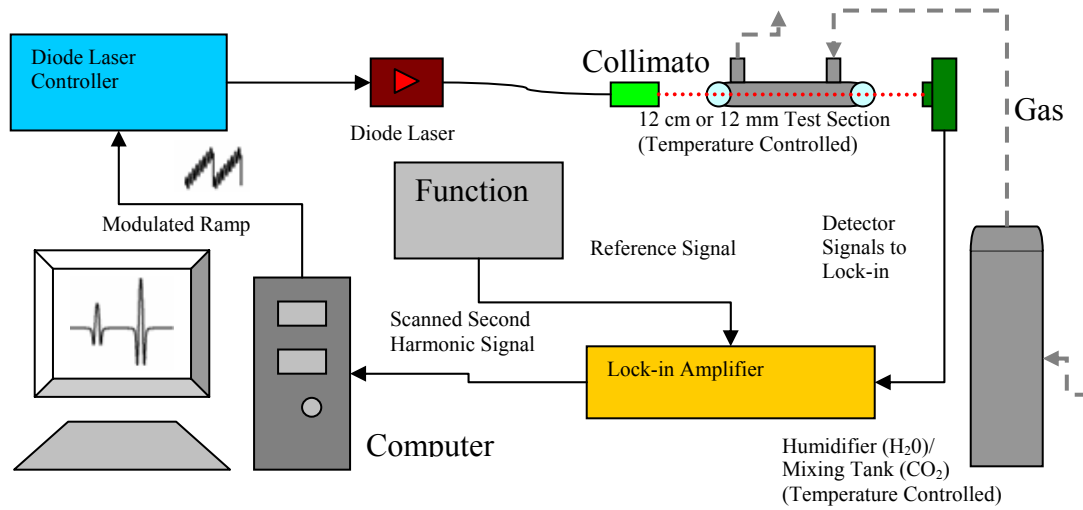 Diode Laser
Controller
Collimato
Gas
Diode Laser
12 cm or 12 mm Test Section
(Temperature Controlled)
Function
Modulated Ramp
Reference Signal
Detector
Signals to
Lock-in
Scanned Second
Harmonic Signal
Lock-in Amplifier
Computer
Humidifier (H₂0)/
Mixing Tank (CO₂)
(Temperature Controlled)